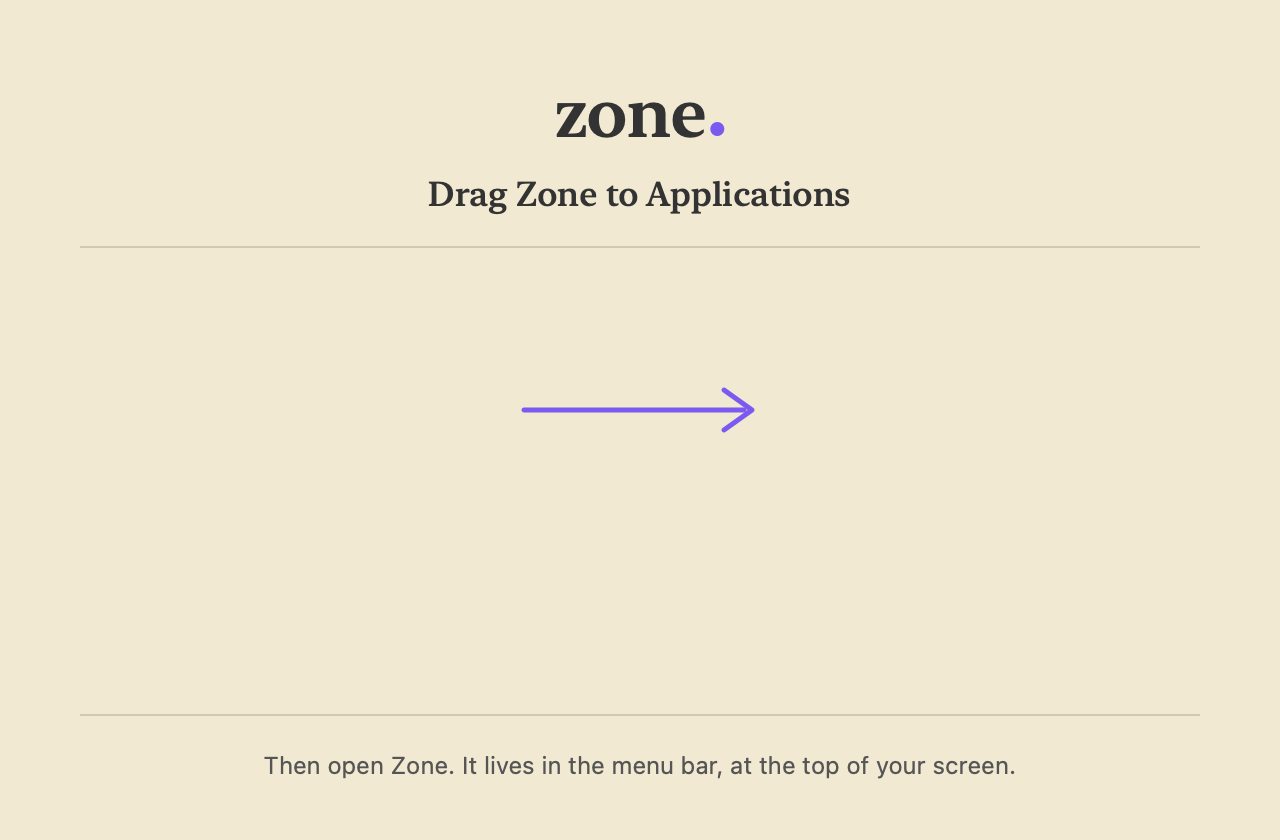 zone.
Drag Zone to Applications
Then open Zone. It lives in the menu bar, at the top of your screen.